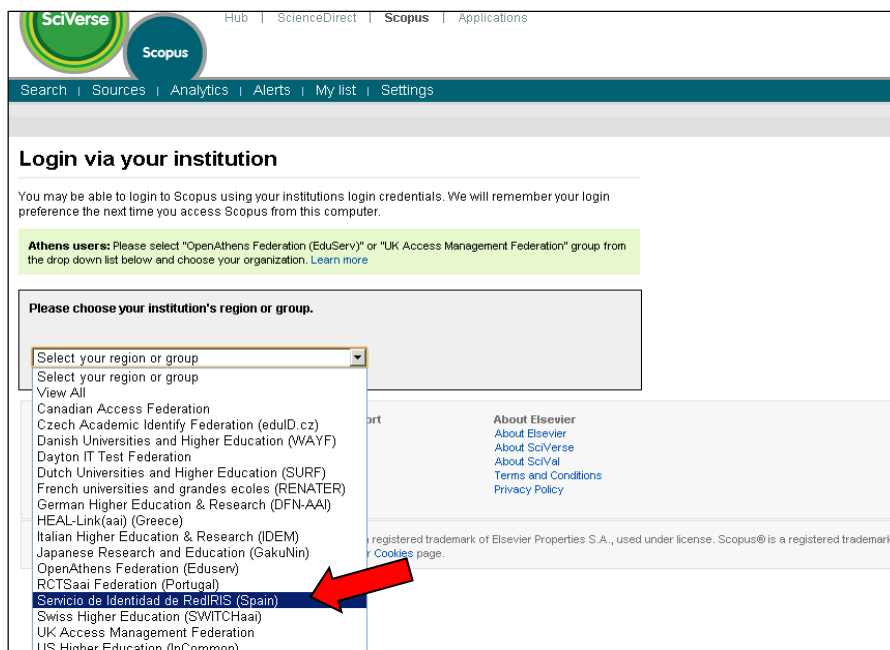 SciVerse
Hub | ScienceDirect | Scopus | Applications
Scopus
Search | Sources | Analytics | Alerts | My list | Settings
Login via your institution
You may be able to login to Scopus using your institutions login credentials. We will remember your login
preference the next time you access Scopus from this computer.
Athens users: Please select "OpenAthens Federation (EduServ)" or "UK Access Management Federation" group from
the drop down list below and choose your organization. Learn more
Please choose your institution's region or group.
Select your region or group
Select your region or group
View All
Canadian Access Federation
Czech Academic Identify Federation (eduID.cz)
Danish Universities and Higher Education (WAYF)
Dayton IT Test Federation
Dutch Universities and Higher Education (SURF)
French universities and grandes ecoles (RENATER)
German Higher Education & Research (DFN-AAI)
HEAL-Link(aai) (Greece)
Italian Higher Education & Research (IDEM)
Japanese Research and Education (GakuNin)
OpenAthens Federation (Eduserv)
RCTSaai Federation (Portugal)
Servicio de Identidad de RedIRIS (Spain)
Swiss Higher Education (SWITCHaai)
UK Access Management Federation
US Higher Education (InCommon)
ort
About Elsevier
About Elsevier
About SciVerse
About SciVal
Terms and Conditions
Privacy Policy
registered trademark of Elsevier Properties S.A., used under license. Scopus® is a registered trademark
r Cookies page.